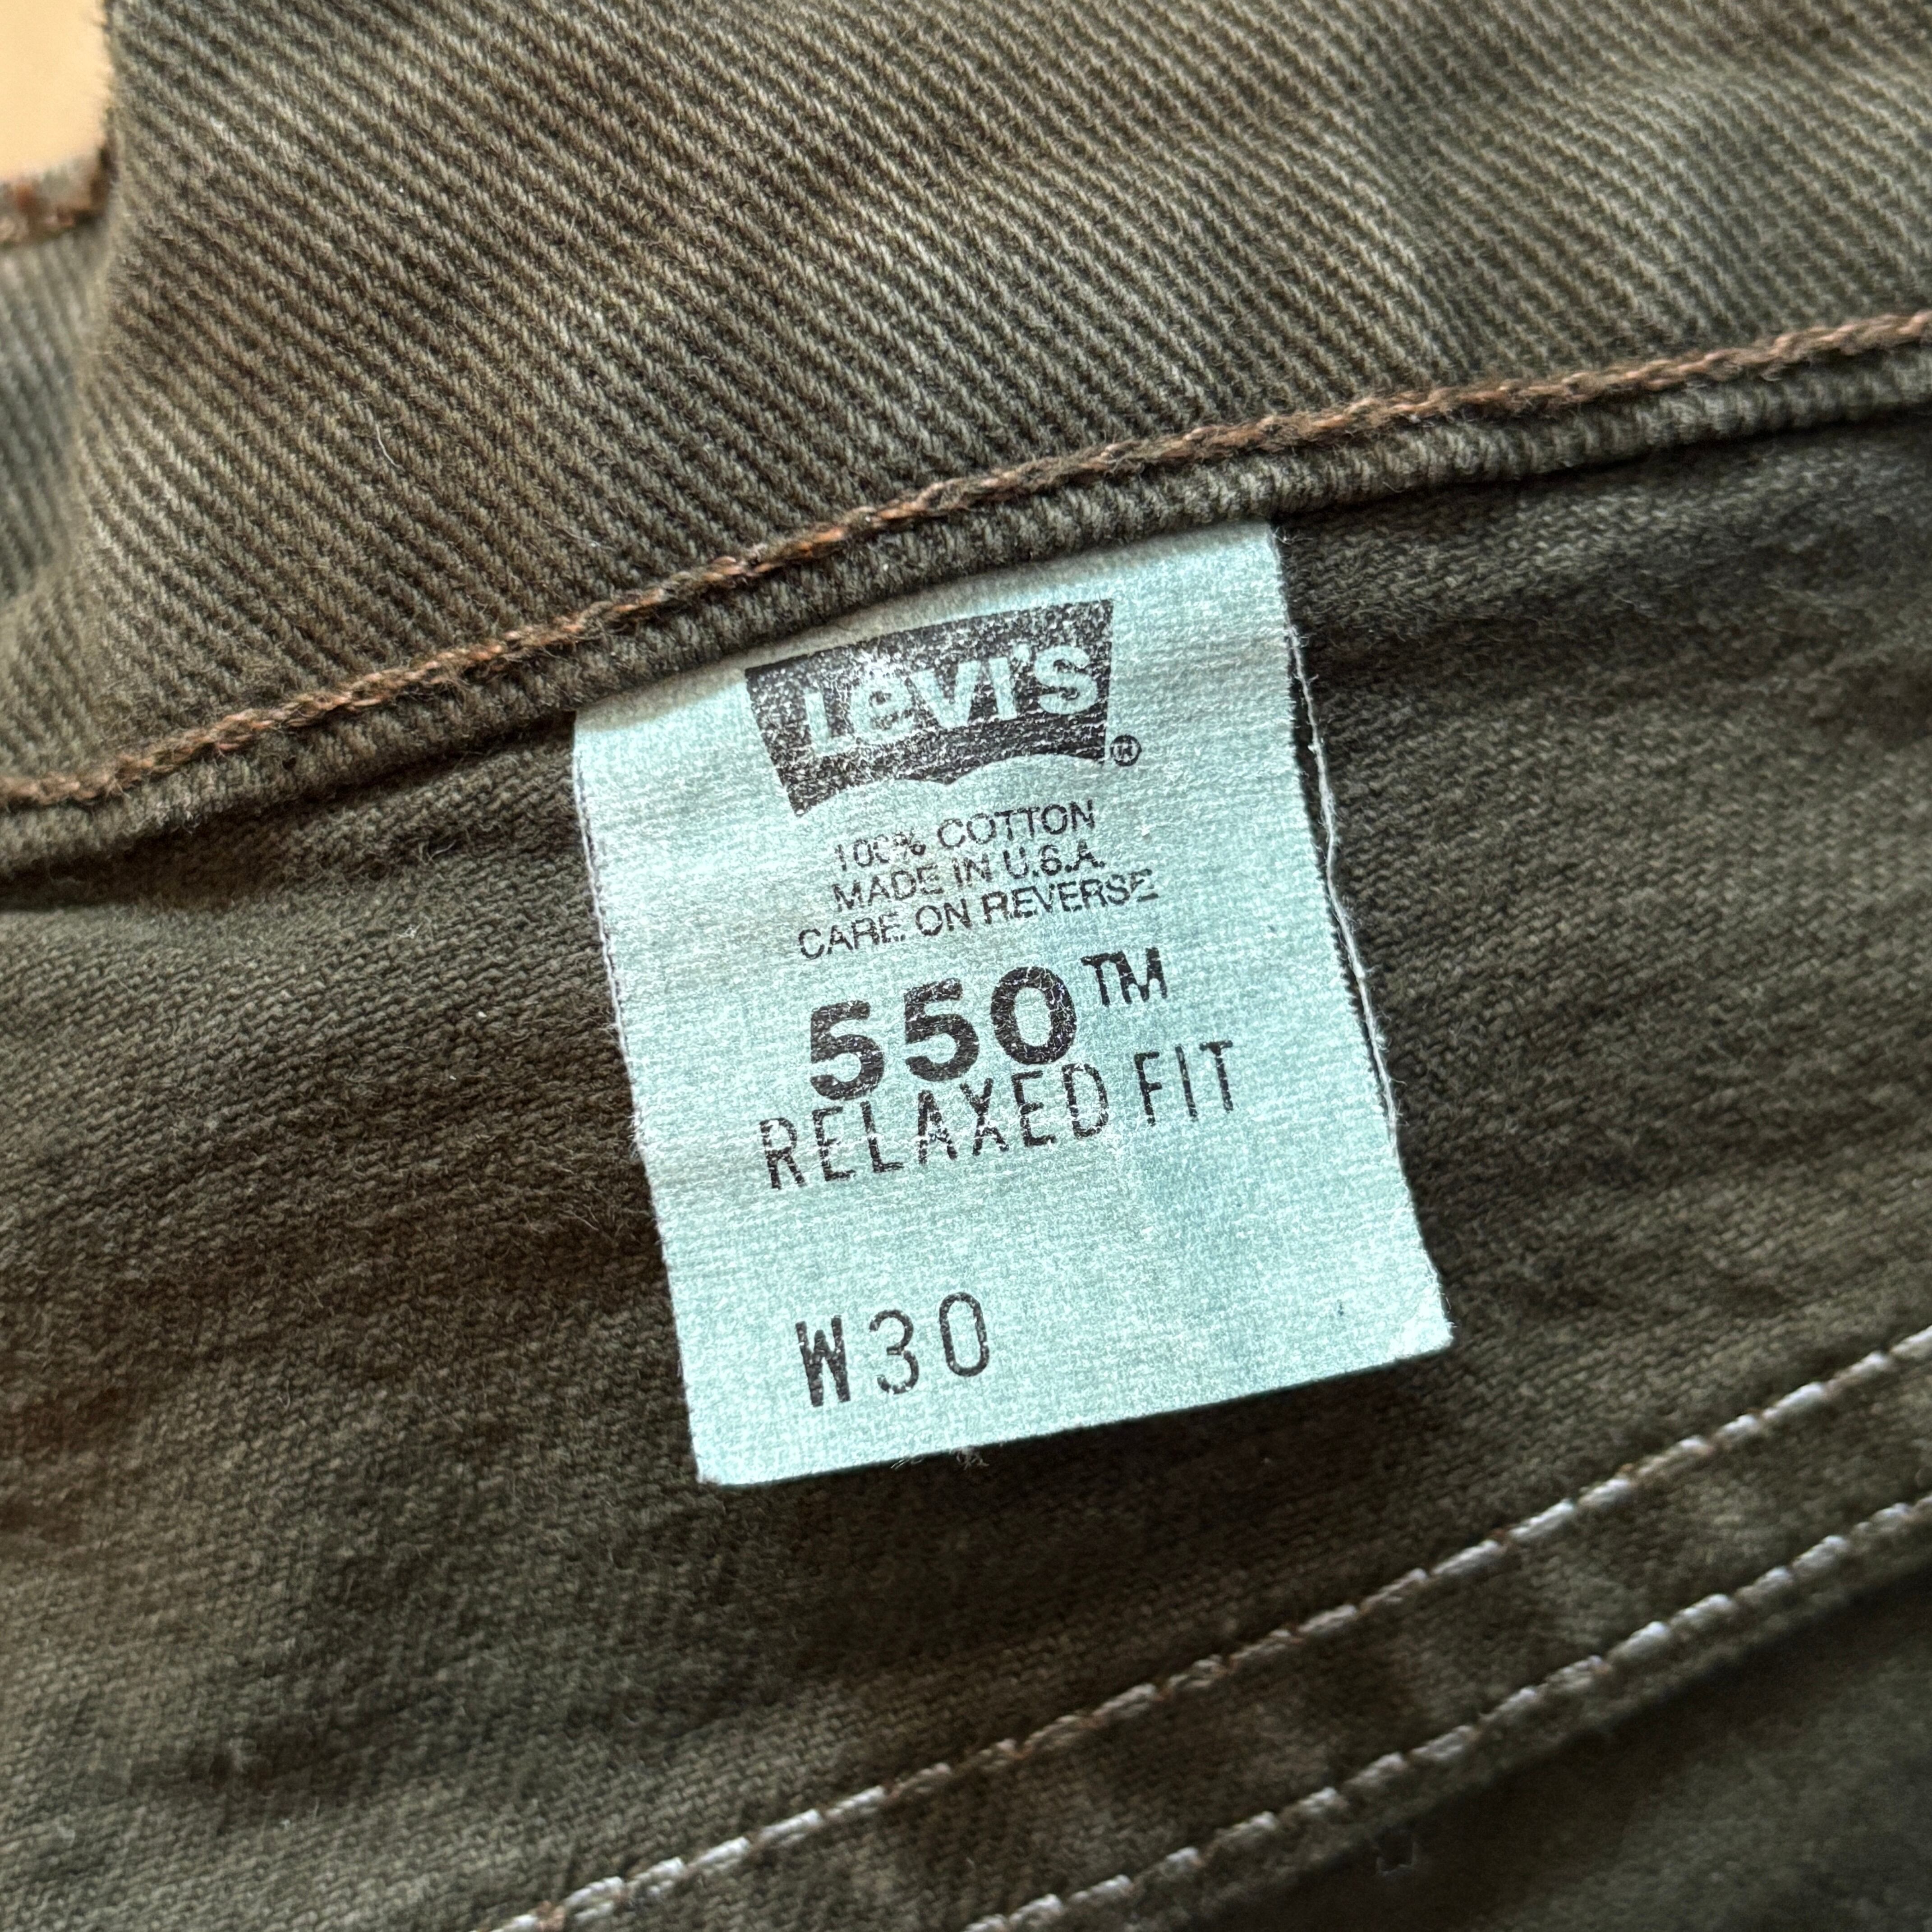 Levi's ®
100% COTTON
MADE IN U.S.A.
CARE ON REVERSE
550™
RELAXED FIT
W30